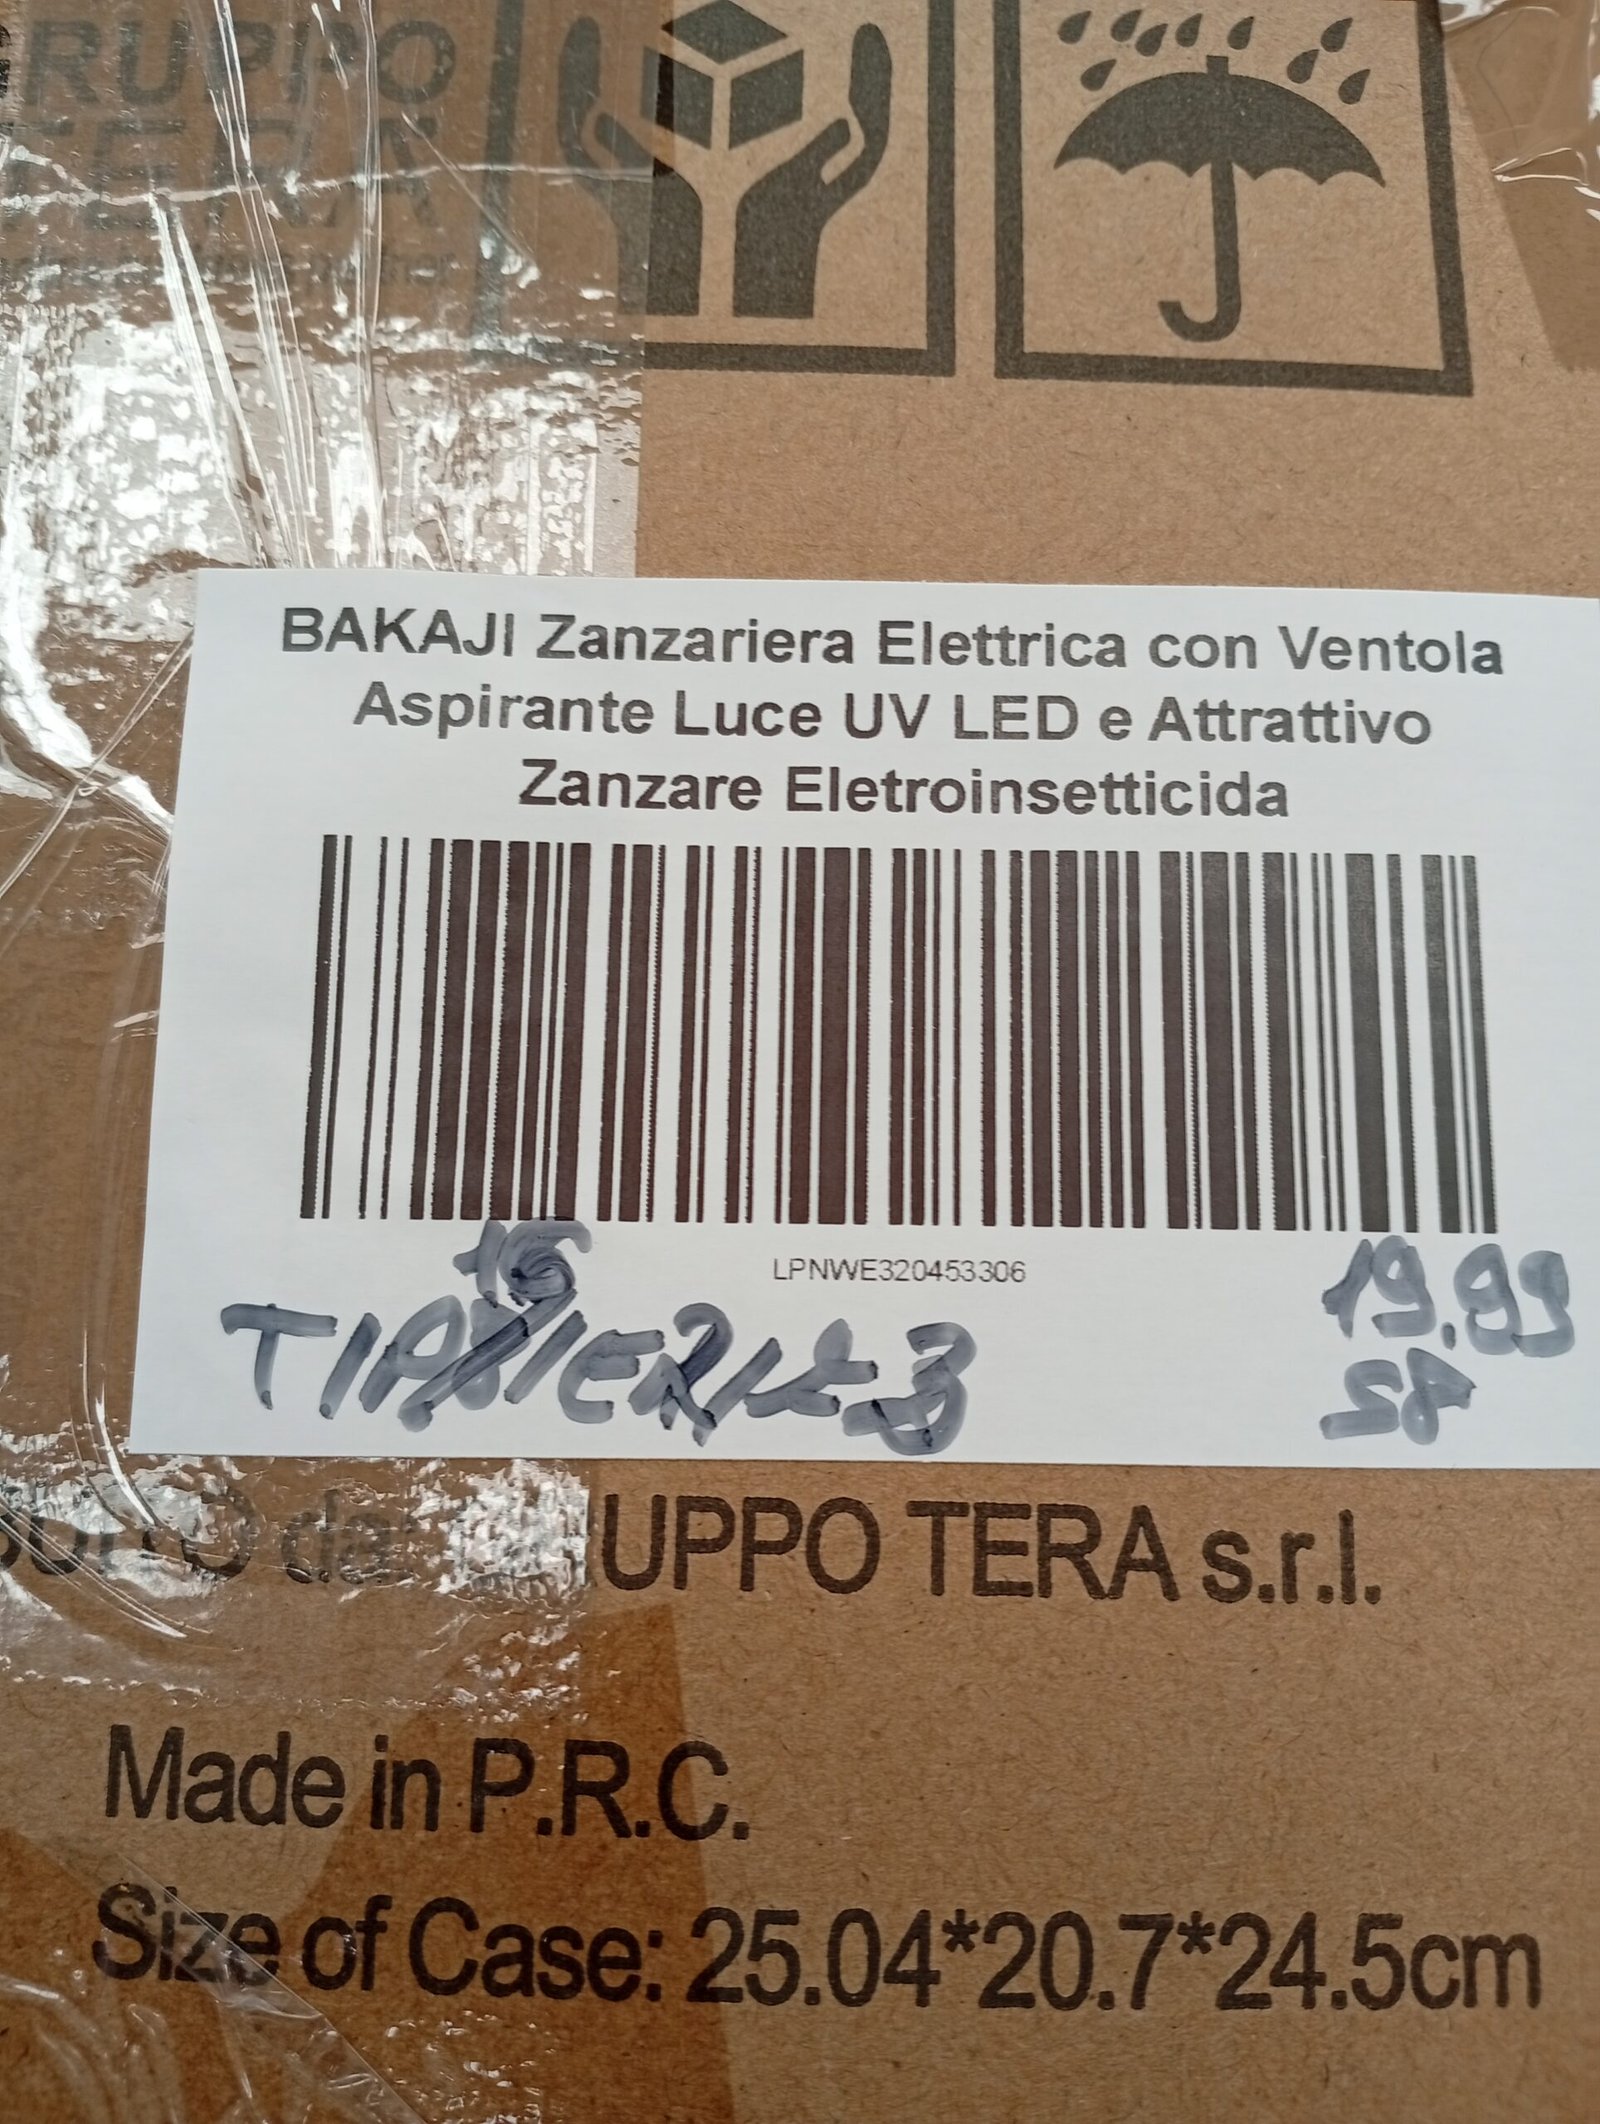 RUPPO
TERA
BAKAJI Zanzariera Elettrica con Ventola
Aspirante Luce UV LED e Attrattivo
Zanzare Eletroinsetticida
LPNWE320453306
19.99
da UPPO TERA s.r.l.
Made in P.R.C.
Size of Case: 25.04*20.7*24.5cm